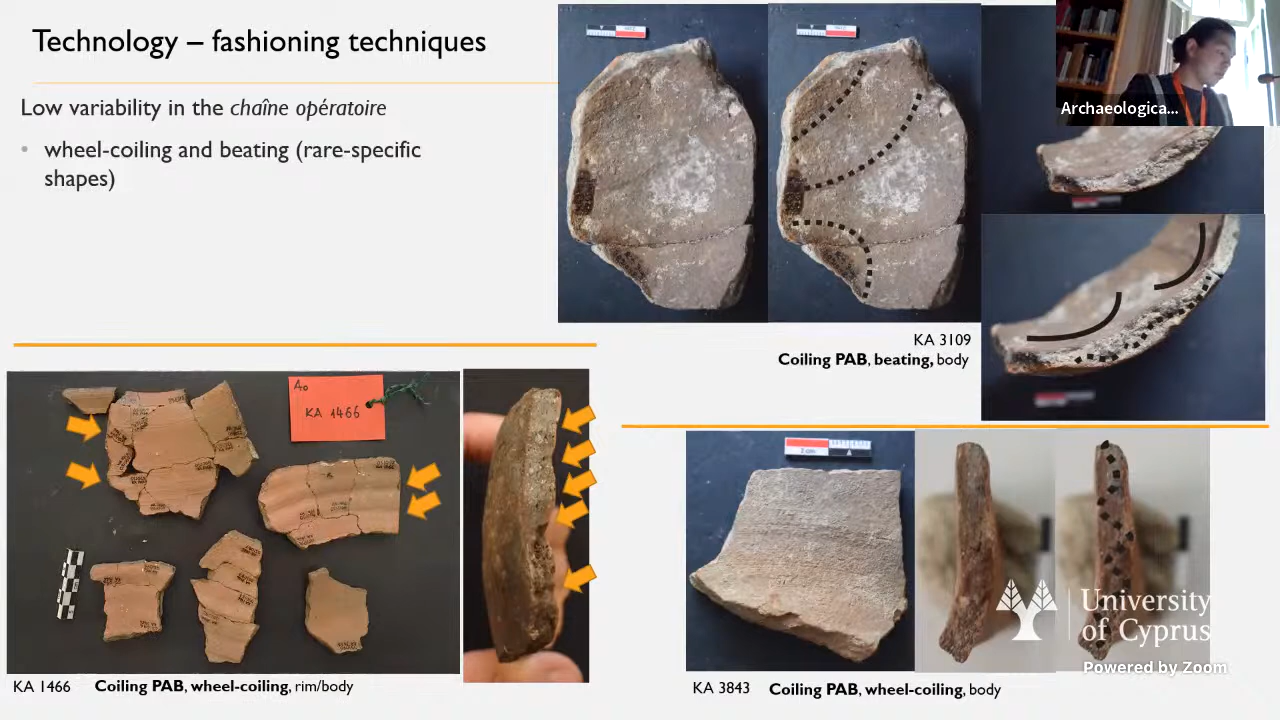 Technology – fashioning techniques
Low variability in the chaîne opératoire
• wheel-coiling and beating (rare-specific
shapes)
Archaeologica...
KA 3109
Coiling PAB, beating, body
A0
KA 1466
KA 1466 Coiling PAB, wheel-coiling, rim/body
2 cm
KA 3843 Coiling PAB, wheel-coiling, body
University
of Cyprus
Powered by Zoom